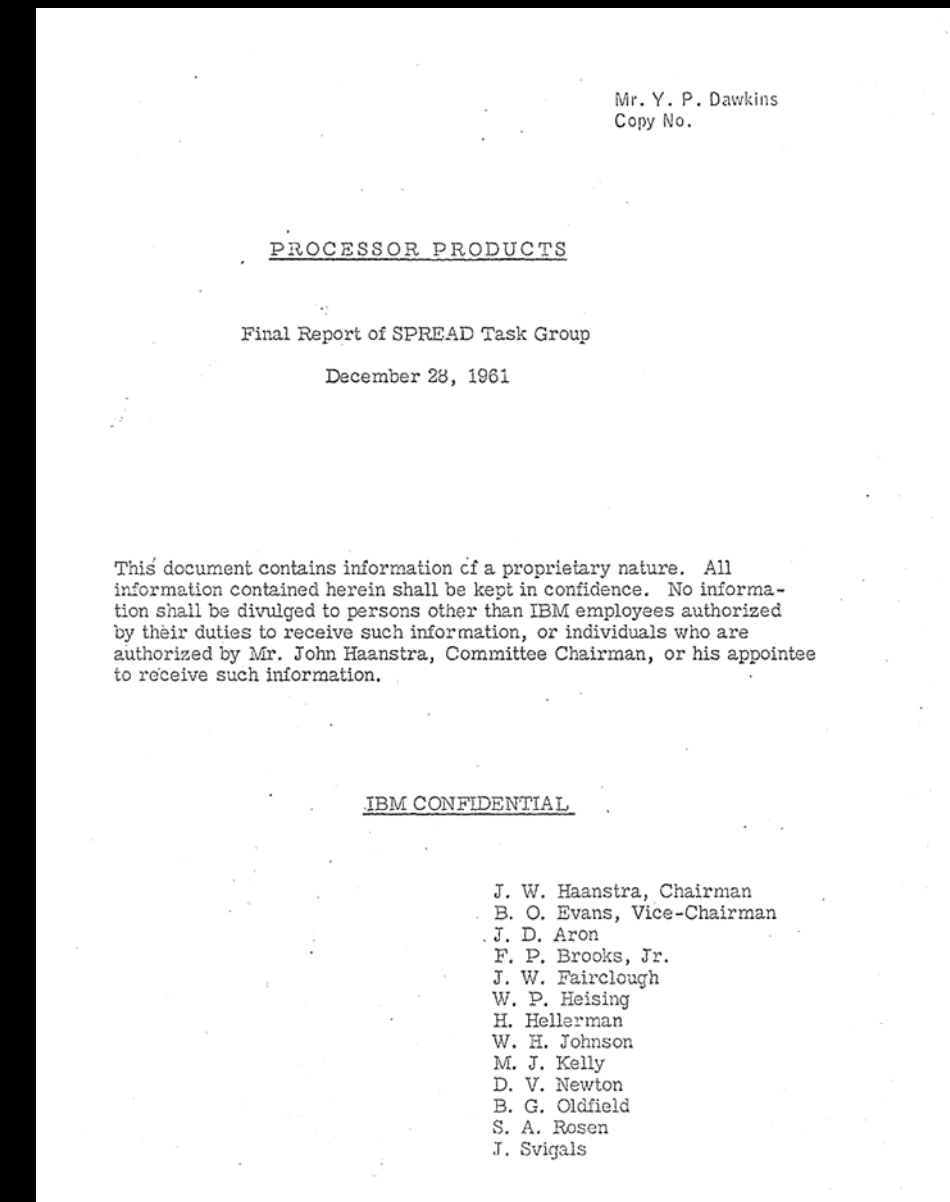 Mr. Y. P. Dawkins
Copy No.
PROCESSOR PRODUCTS
Final Report of SPREAD Task Group
December 28, 1961
This document contains information of a proprietary nature. All
information contained herein shall be kept in confidence. No informa-
tion shall be divulged to persons other than IBM employees authorized
by their duties to receive such information, or individuals who are
authorized by Mr. John Haanstra, Committee Chairman, or his appointee
to receive such information.
IBM CONFIDENTIAL
J. W. Haanstra, Chairman
B. O. Evans, Vice-Chairman
J. D. Aron
F. P. Brooks, Jr.
J. W. Fairclough
W. P. Heising
H. Hellerman
W. H. Johnson
M. J. Kelly
D. V. Newton
B. G. Oldfield
S. A. Rosen
J. Svigals